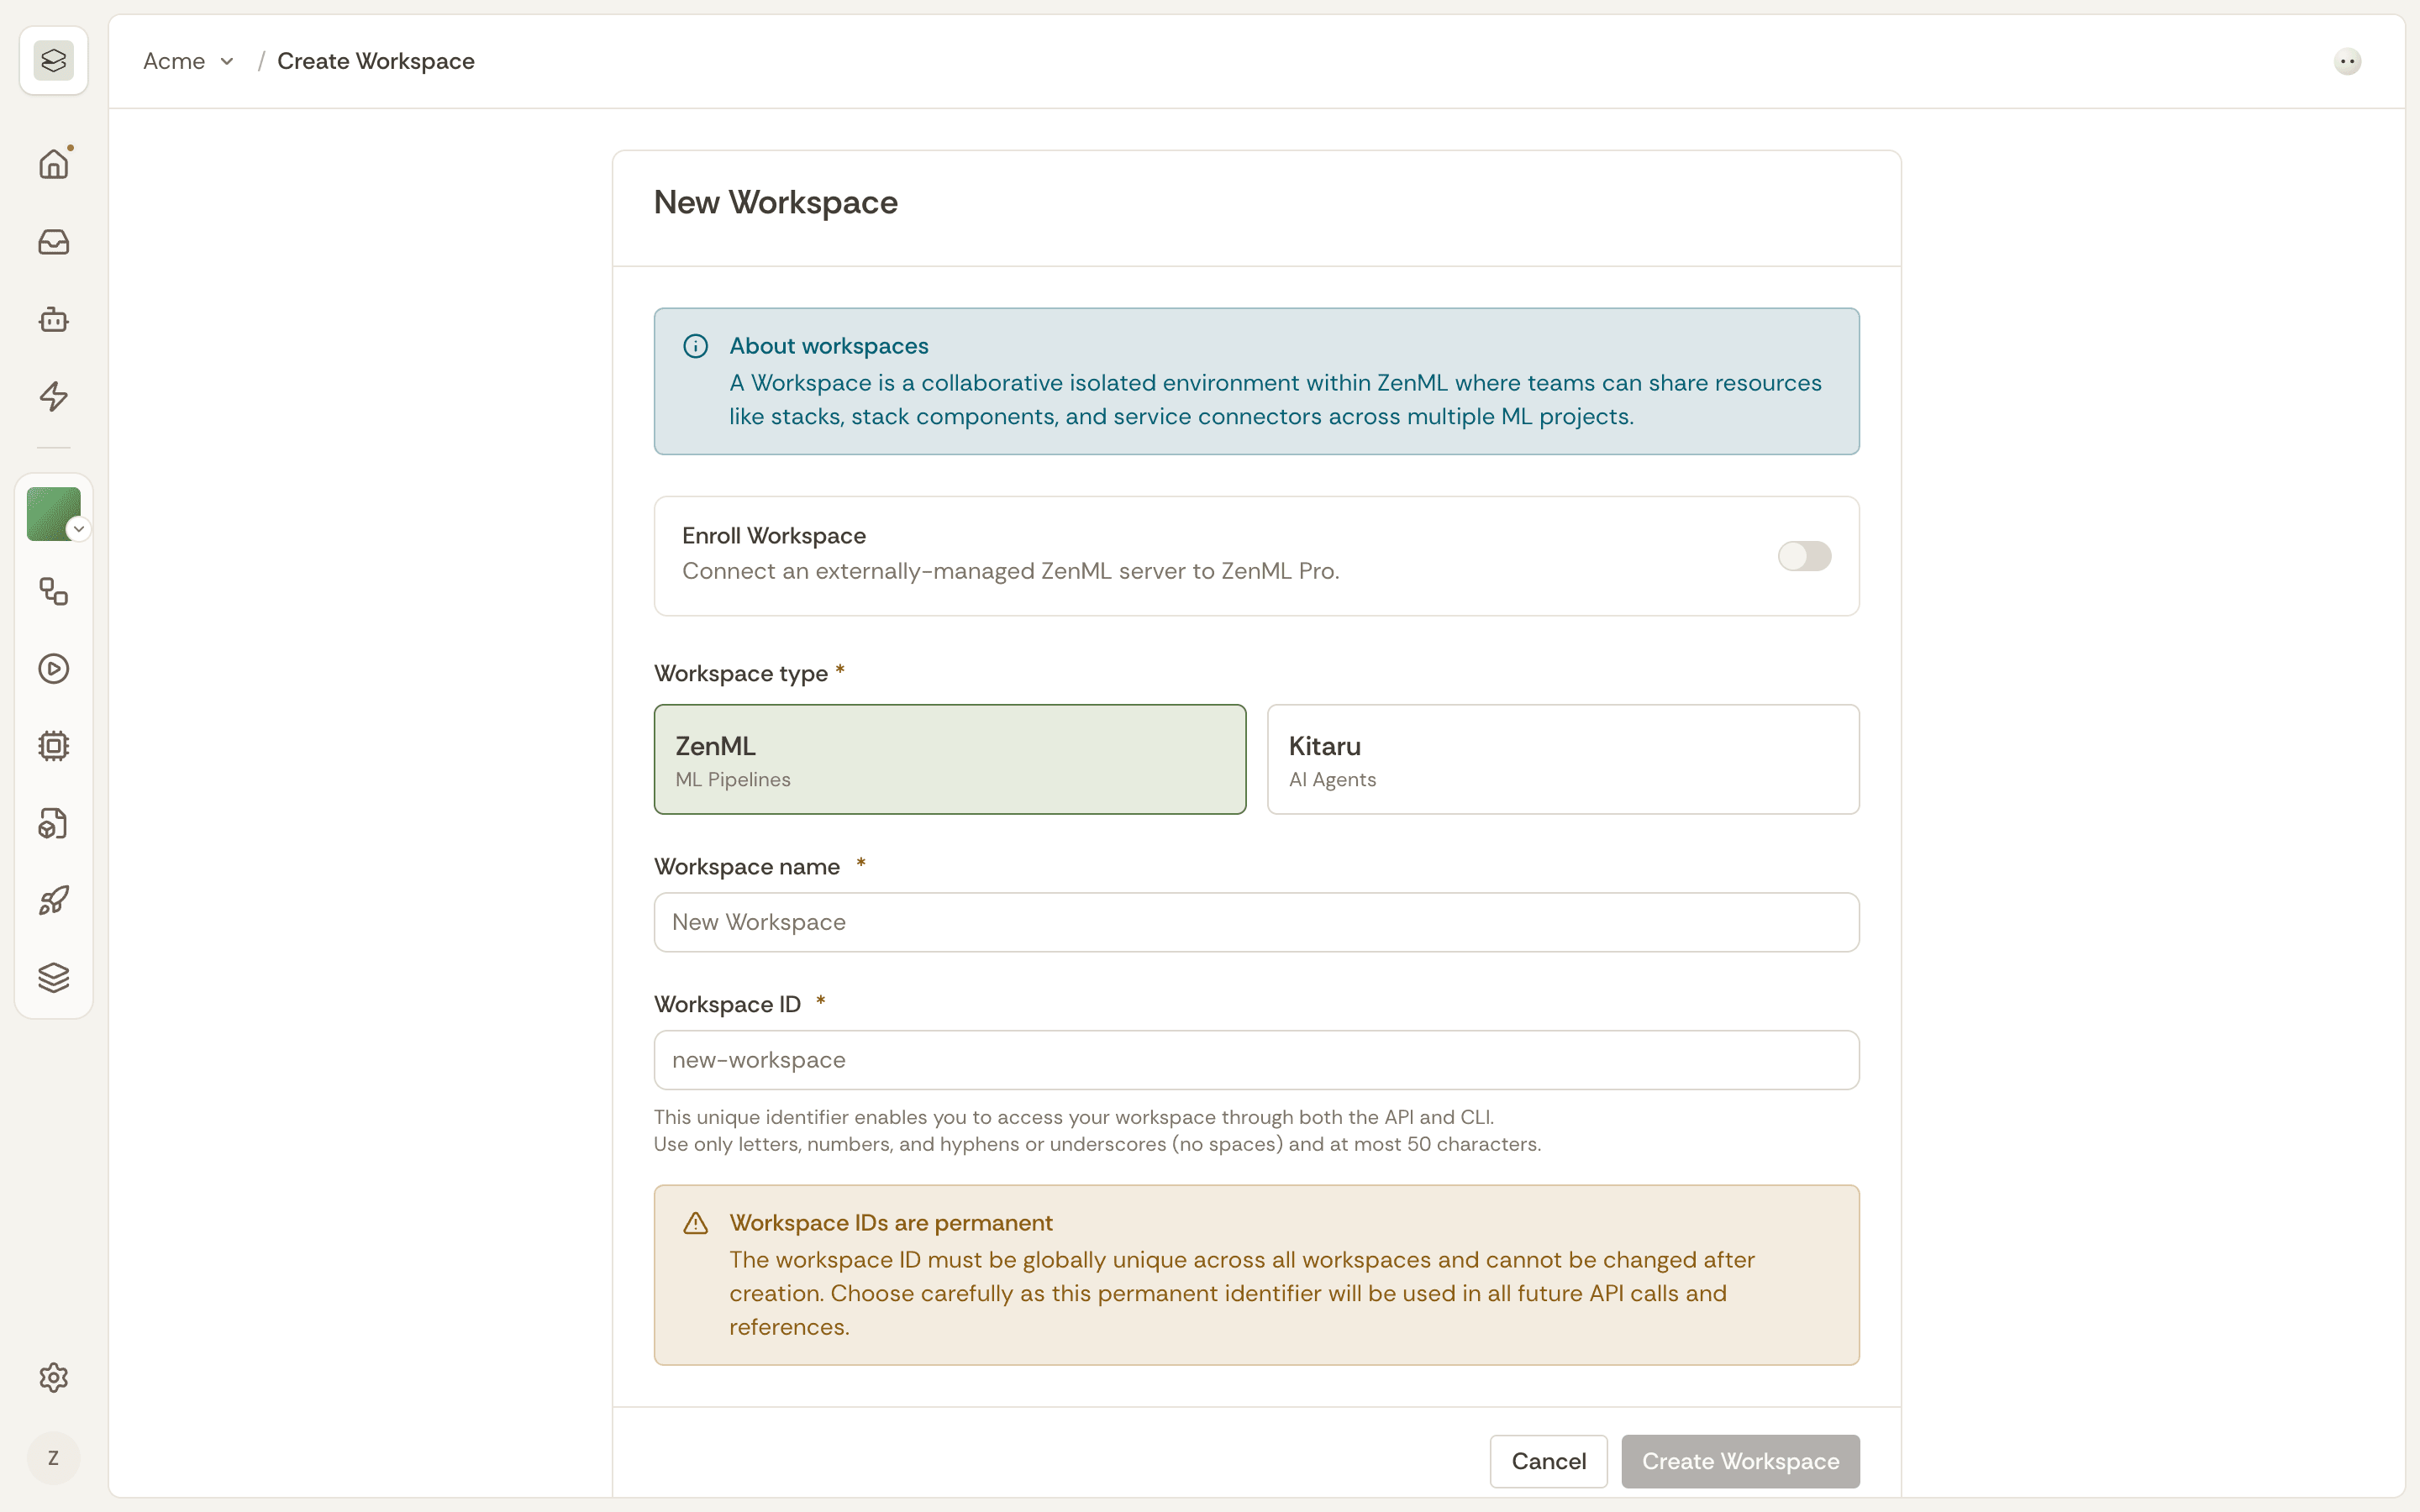 Acme / Create Workspace
New Workspace
About workspaces
A Workspace is a collaborative isolated environment within ZenML where teams can share resources
like stacks, stack components, and service connectors across multiple ML projects.
Enroll Workspace
Connect an externally-managed ZenML server to ZenML Pro.
Workspace type *
ZenML
ML Pipelines
Kitaru
AI Agents
Workspace name *
New Workspace
Workspace ID *
new-workspace
This unique identifier enables you to access your workspace through both the API and CLI.
Use only letters, numbers, and hyphens or underscores (no spaces) and at most 50 characters.
Workspace IDs are permanent
The workspace ID must be globally unique across all workspaces and cannot be changed after
creation. Choose carefully as this permanent identifier will be used in all future API calls and
references.
Cancel
Create Workspace
Z